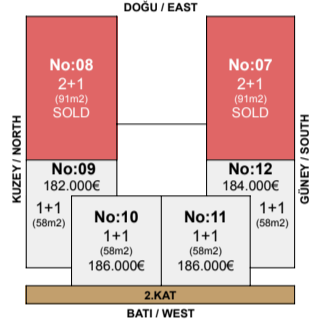 DOĞU / EAST
No:08
2+1
(91m2)
SOLD
No:07
2+1
(91m2)
SOLD
KUZEY / NORTH
GÜNEY / SOUTH
No:09
182.000€
1+1
(58m2)
No:12
184.000€
1+1
(58m2)
No:10
1+1
(58m2)
186.000€
No:11
1+1
(58m2)
186.000€
2.KAT
BATI / WEST